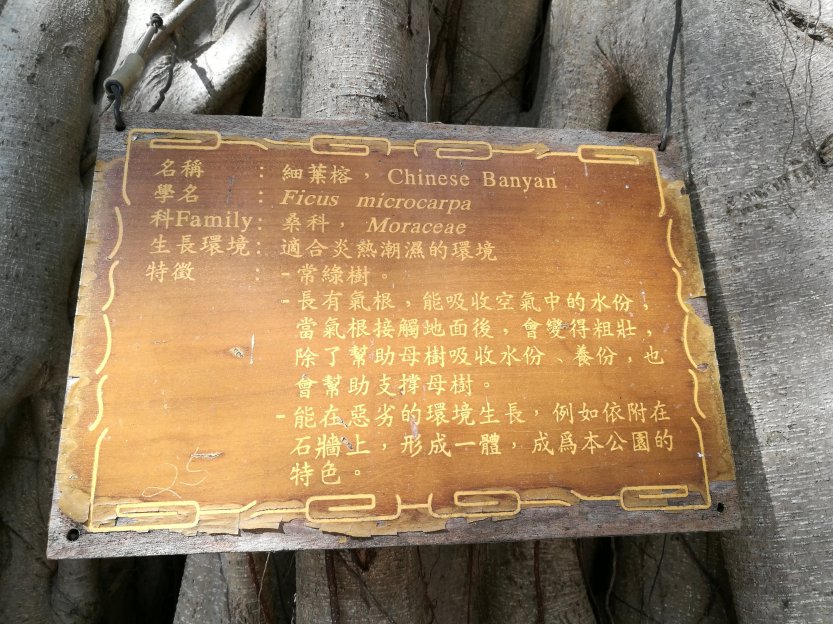 名稱 : 細葉榕， Chinese Banyan
學名 : Ficus microcarpa
科Family: 桑科， Moraceae
生長環境: 適合炎熱潮濕的環境
特徵 : -常綠樹。
-長有氣根，能吸收空氣中的水份；
當氣根接觸地面後，會變得粗壯，
除了幫助母樹吸收水份、養份，也
會幫助支撐母樹。
-能在惡劣的環境生長，例如依附在
石牆上，形成一體，成爲本公園的
特色。
25